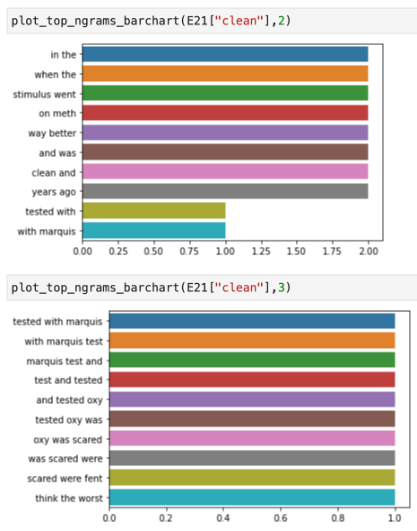 plot_top_ngrams_barchart(E21["clean"],2)
in the
when the
stimulus went
on meth
way better
and was
clean and
years ago
tested with
with marquis
0.00 0.25 0.50 0.75 1.00 1.25 1.50 1.75 2.00
plot_top_ngrams_barchart(E21["clean"],3)
tested with marquis
with marquis test
marquis test and
test and tested
and tested oxy
tested oxy was
oxy was scared
was scared were
scared were fent
think the worst
0.0 0.2 0.4 0.6 0.8 1.0